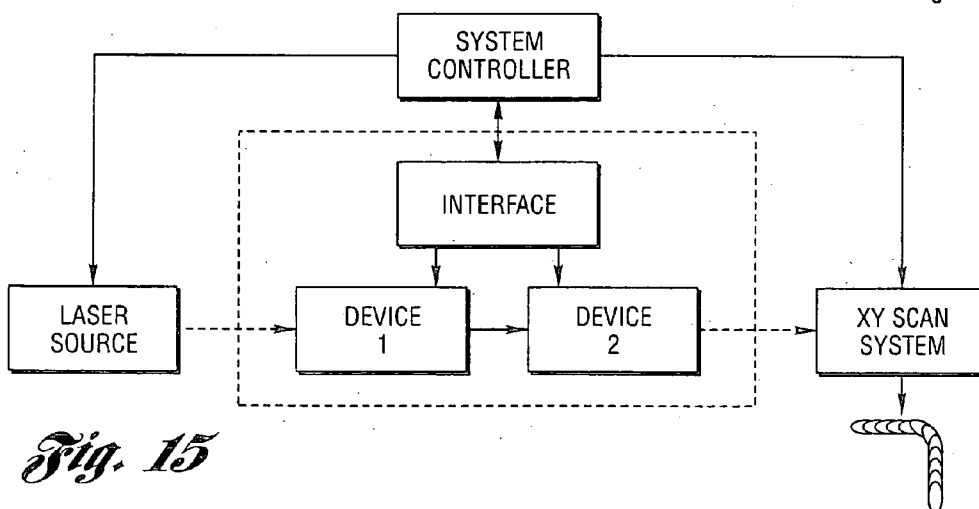 SYSTEM
CONTROLLER
INTERFACE
LASER
SOURCE
DEVICE
1
DEVICE
2
XY SCAN
SYSTEM
Fig. 15